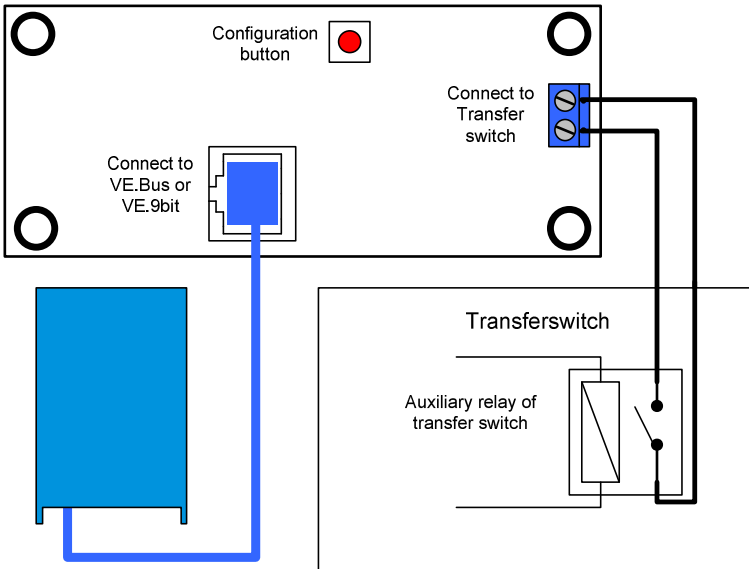 Configuration
button
Connect to
Transfer
switch
Connect to
VE.Bus or
VE.9bit
Transferswitch
Auxiliary relay of
transfer switch